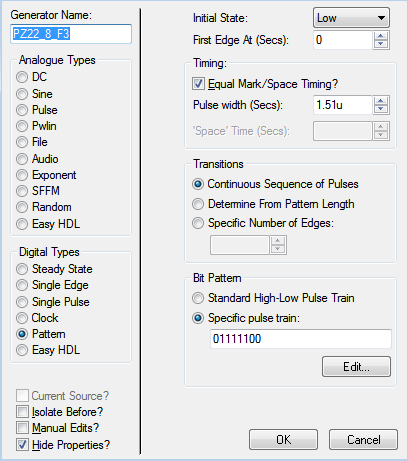 Generator Name:
PZ22_8_F3
Analogue Types
DC
Sine
Pulse
Pwlin
File
Audio
Exponent
SFFM
Random
Easy HDL
Digital Types
Steady State
Single Edge
Single Pulse
Clock
Pattern
Easy HDL
Current Source?
Isolate Before?
Manual Edits?
Hide Properties?
Initial State: Low
First Edge At (Secs): 0
Timing:
Equal Mark/Space Timing?
Pulse width (Secs): 1.51u
'Space' Time (Secs):
Transitions
Continuous Sequence of Pulses
Determine From Pattern Length
Specific Number of Edges:
Bit Pattern
Standard High-Low Pulse Train
Specific pulse train:
01111100
Edit...
OK Cancel